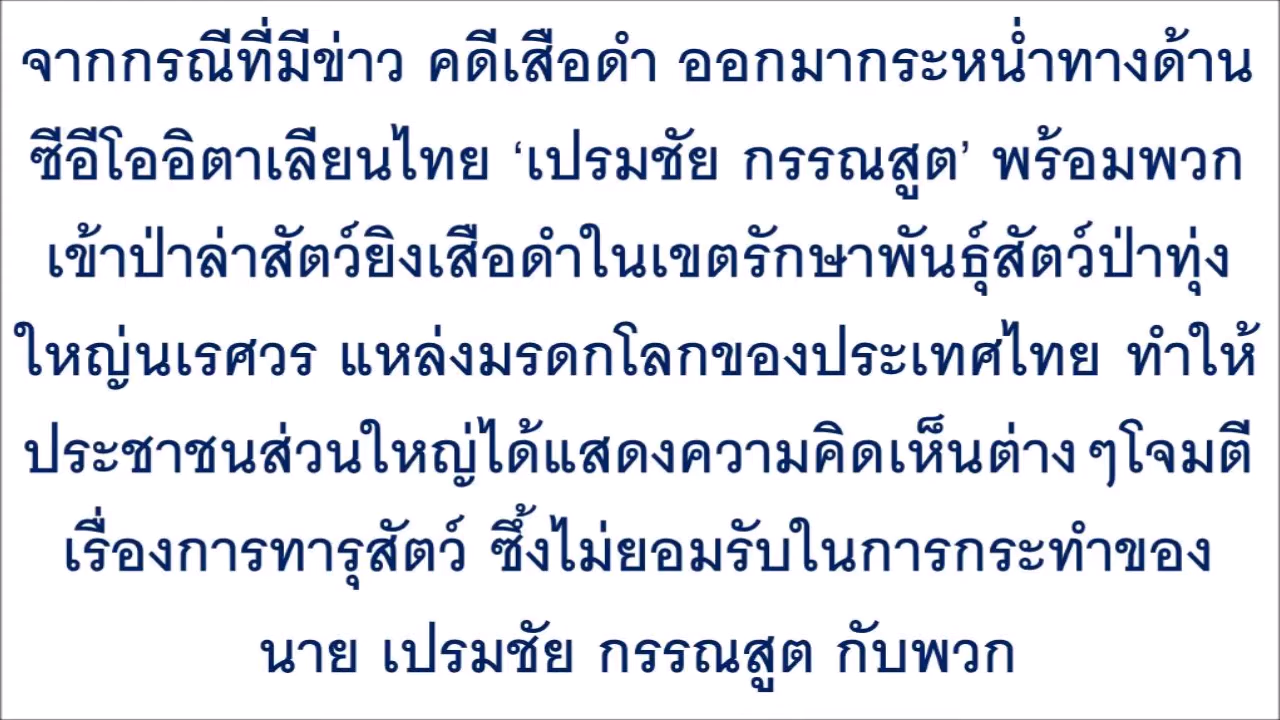 จากกรณีที่มีข่าว คดีเสือดำ ออกมากระหน่ำทางด้าน
ซีอีโออิตาเลียนไทย ‘เปรมชัย กรรณสูต’ พร้อมพวก
เข้าป่าล่าสัตว์ยิงเสือดำในเขตรักษาพันธุ์สัตว์ป่าทุ่ง
ใหญ่นเรศวร แหล่งมรดกโลกของประเทศไทย ทำให้
ประชาชนส่วนใหญ่ได้แสดงความคิดเห็นต่าง ๆโจมตี
เรื่องการทารุสัตว์ ซึ้งไม่ยอมรับในการกระทำของ
นาย เปรมชัย กรรณสูต กับพวก